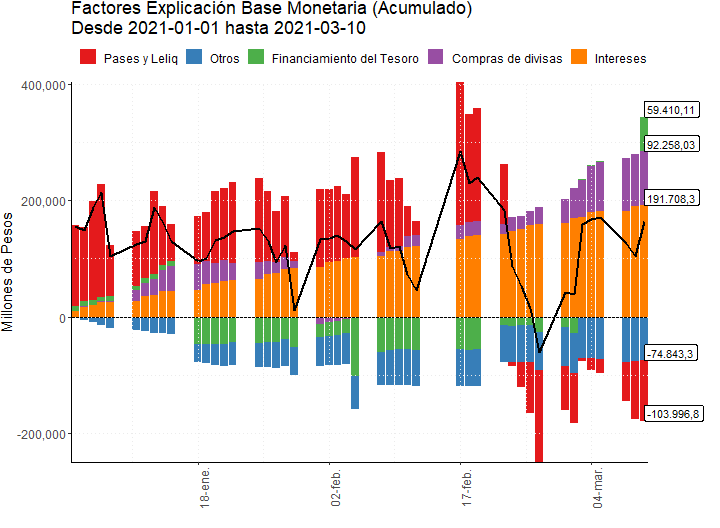 Factores Explicación Base Monetaria (Acumulado)
Desde 2021-01-01 hasta 2021-03-10
Pases y Leliq
Otros
Financiamiento del Tesoro
Compras de divisas
Intereses
Millones de Pesos
400,000
200,000
0
-200,000
59.410,11
92.258,03
191.708,3
-74.843,3
-103.996,8
18-ene.
02-feb.
17-feb.
04-mar.